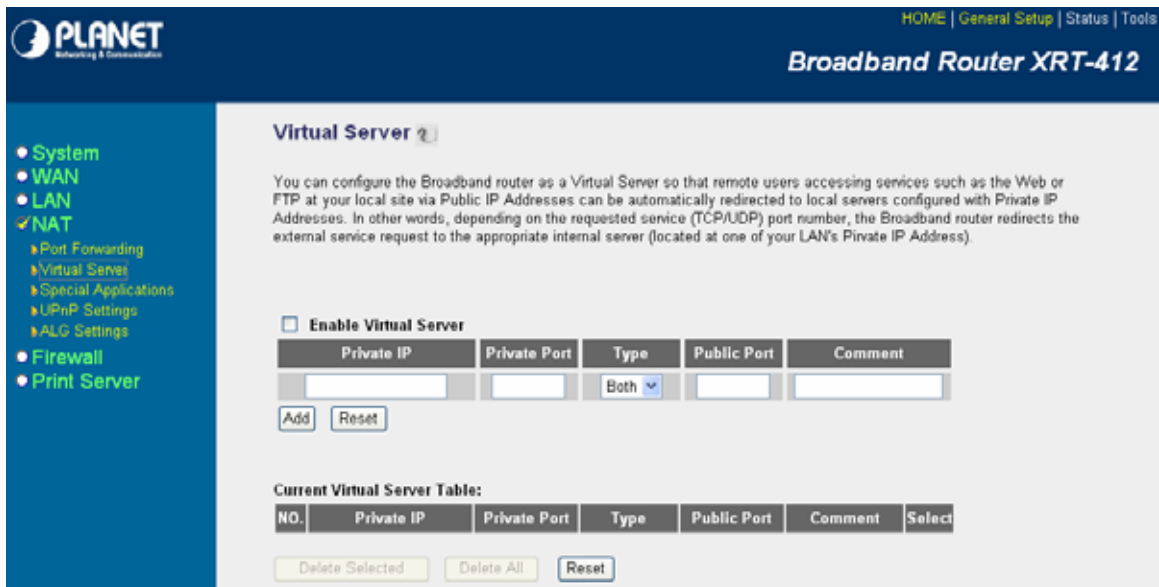 PLANET
Networking & Communication
HOME | General Setup | Status | Tools
Broadband Router XRT-412
System
WAN
LAN
NAT
Port Forwarding
Virtual Server
Special Applications
UPnP Settings
ALG Settings
Firewall
Print Server
Virtual Server
You can configure the Broadband router as a Virtual Server so that remote users accessing services such as the Web or
FTP at your local site via Public IP Addresses can be automatically redirected to local servers configured with Private IP
Addresses. In other words, depending on the requested service (TCP/UDP) port number, the Broadband router redirects the
external service request to the appropriate internal server (located at one of your LAN's Pivate IP Address).
Enable Virtual Server
Private IP Private Port Type Public Port Comment
Both
Add Reset
Current Virtual Server Table:
NO. Private IP Private Port Type Public Port Comment Select
Delete Selected Delete All Reset